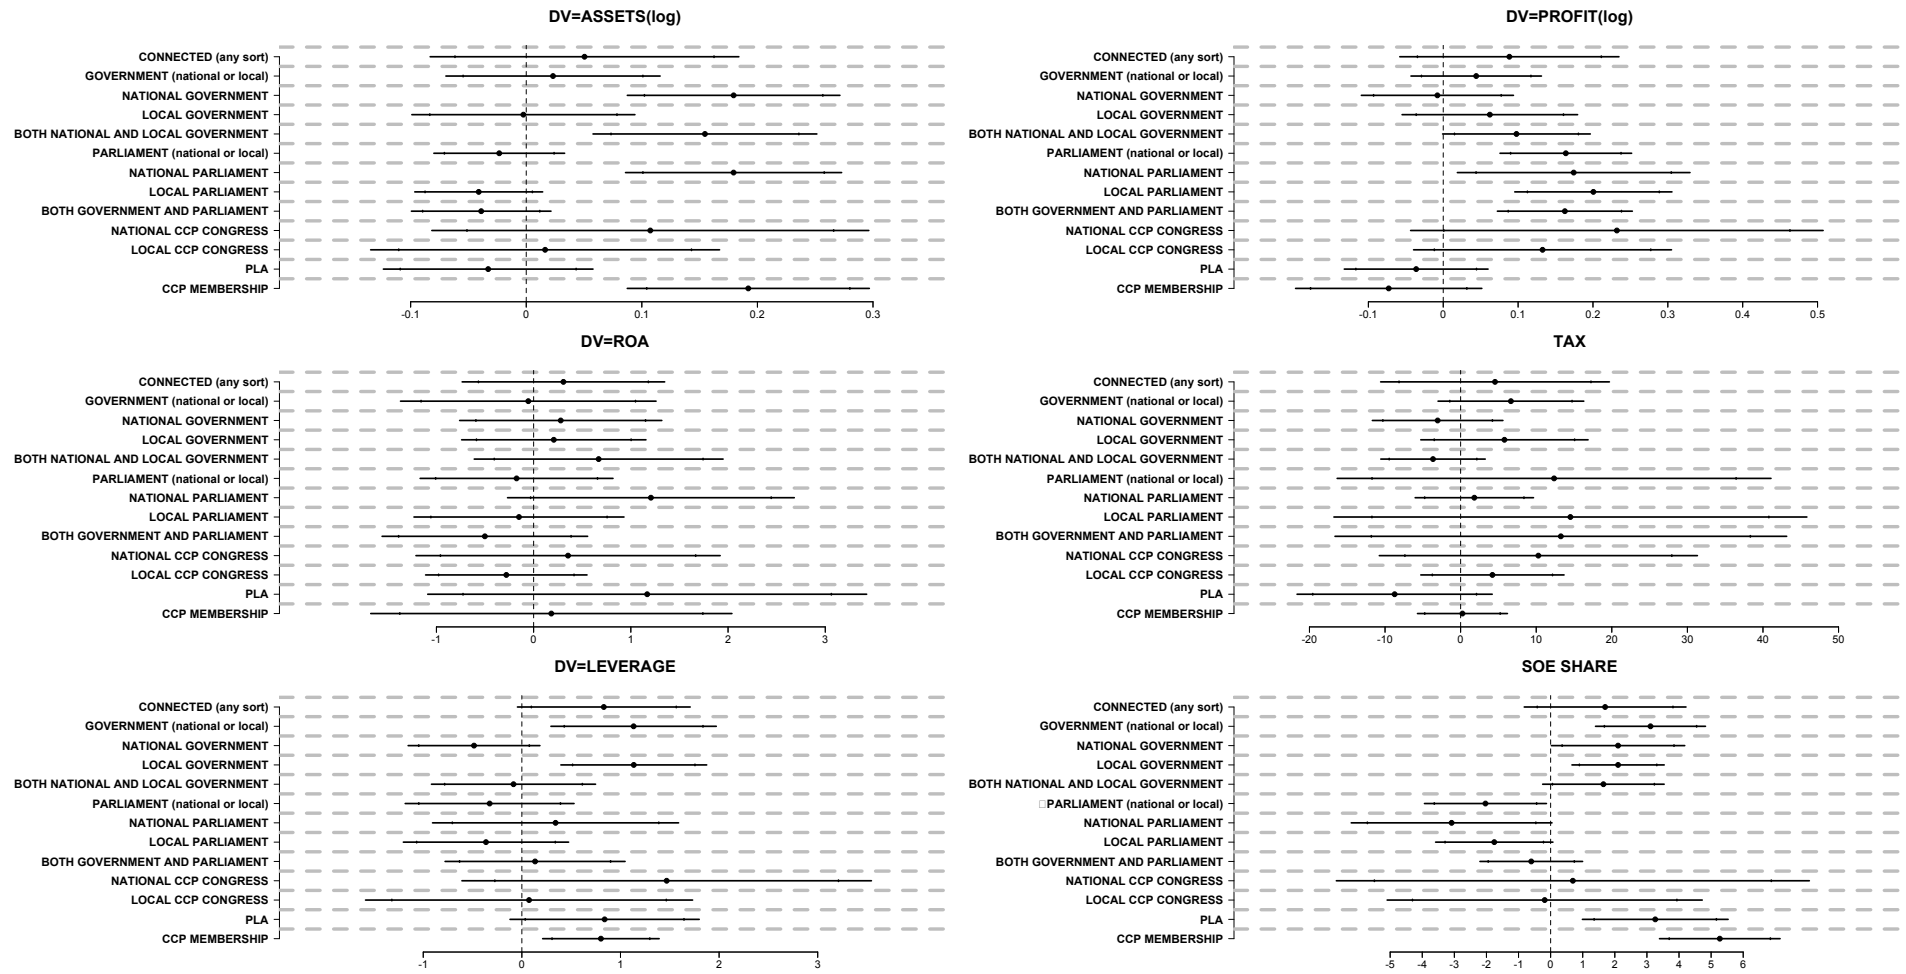 DV=ASSETS(log)
CONNECTED (any sort)
GOVERNMENT (national or local)
NATIONAL GOVERNMENT
LOCAL GOVERNMENT
BOTH NATIONAL AND LOCAL GOVERNMENT
PARLIAMENT (national or local)
NATIONAL PARLIAMENT
LOCAL PARLIAMENT
BOTH GOVERNMENT AND PARLIAMENT
NATIONAL CCP CONGRESS
LOCAL CCP CONGRESS
PLA
CCP MEMBERSHIP
-0.1 0 0.1 0.2 0.3
DV=PROFIT(log)
CONNECTED (any sort)
GOVERNMENT (national or local)
NATIONAL GOVERNMENT
LOCAL GOVERNMENT
BOTH NATIONAL AND LOCAL GOVERNMENT
PARLIAMENT (national or local)
NATIONAL PARLIAMENT
LOCAL PARLIAMENT
BOTH GOVERNMENT AND PARLIAMENT
NATIONAL CCP CONGRESS
LOCAL CCP CONGRESS
PLA
CCP MEMBERSHIP
-0.1 0 0.1 0.2 0.3 0.4 0.5
DV=ROA
CONNECTED (any sort)
GOVERNMENT (national or local)
NATIONAL GOVERNMENT
LOCAL GOVERNMENT
BOTH NATIONAL AND LOCAL GOVERNMENT
PARLIAMENT (national or local)
NATIONAL PARLIAMENT
LOCAL PARLIAMENT
BOTH GOVERNMENT AND PARLIAMENT
NATIONAL CCP CONGRESS
LOCAL CCP CONGRESS
PLA
CCP MEMBERSHIP
-1 0 1 2 3
TAX
CONNECTED (any sort)
GOVERNMENT (national or local)
NATIONAL GOVERNMENT
LOCAL GOVERNMENT
BOTH NATIONAL AND LOCAL GOVERNMENT
PARLIAMENT (national or local)
NATIONAL PARLIAMENT
LOCAL PARLIAMENT
BOTH GOVERNMENT AND PARLIAMENT
NATIONAL CCP CONGRESS
LOCAL CCP CONGRESS
PLA
CCP MEMBERSHIP
-20 -10 0 10 20 30 40 50
DV=LEVERAGE
CONNECTED (any sort)
GOVERNMENT (national or local)
NATIONAL GOVERNMENT
LOCAL GOVERNMENT
BOTH NATIONAL AND LOCAL GOVERNMENT
PARLIAMENT (national or local)
NATIONAL PARLIAMENT
LOCAL PARLIAMENT
BOTH GOVERNMENT AND PARLIAMENT
NATIONAL CCP CONGRESS
LOCAL CCP CONGRESS
PLA
CCP MEMBERSHIP
-1 0 1 2 3
SOE SHARE
CONNECTED (any sort)
GOVERNMENT (national or local)
NATIONAL GOVERNMENT
LOCAL GOVERNMENT
BOTH NATIONAL AND LOCAL GOVERNMENT
PARLIAMENT (national or local)
NATIONAL PARLIAMENT
LOCAL PARLIAMENT
BOTH GOVERNMENT AND PARLIAMENT
NATIONAL CCP CONGRESS
LOCAL CCP CONGRESS
PLA
CCP MEMBERSHIP
-5 -4 -3 -2 -1 0 1 2 3 4 5 6